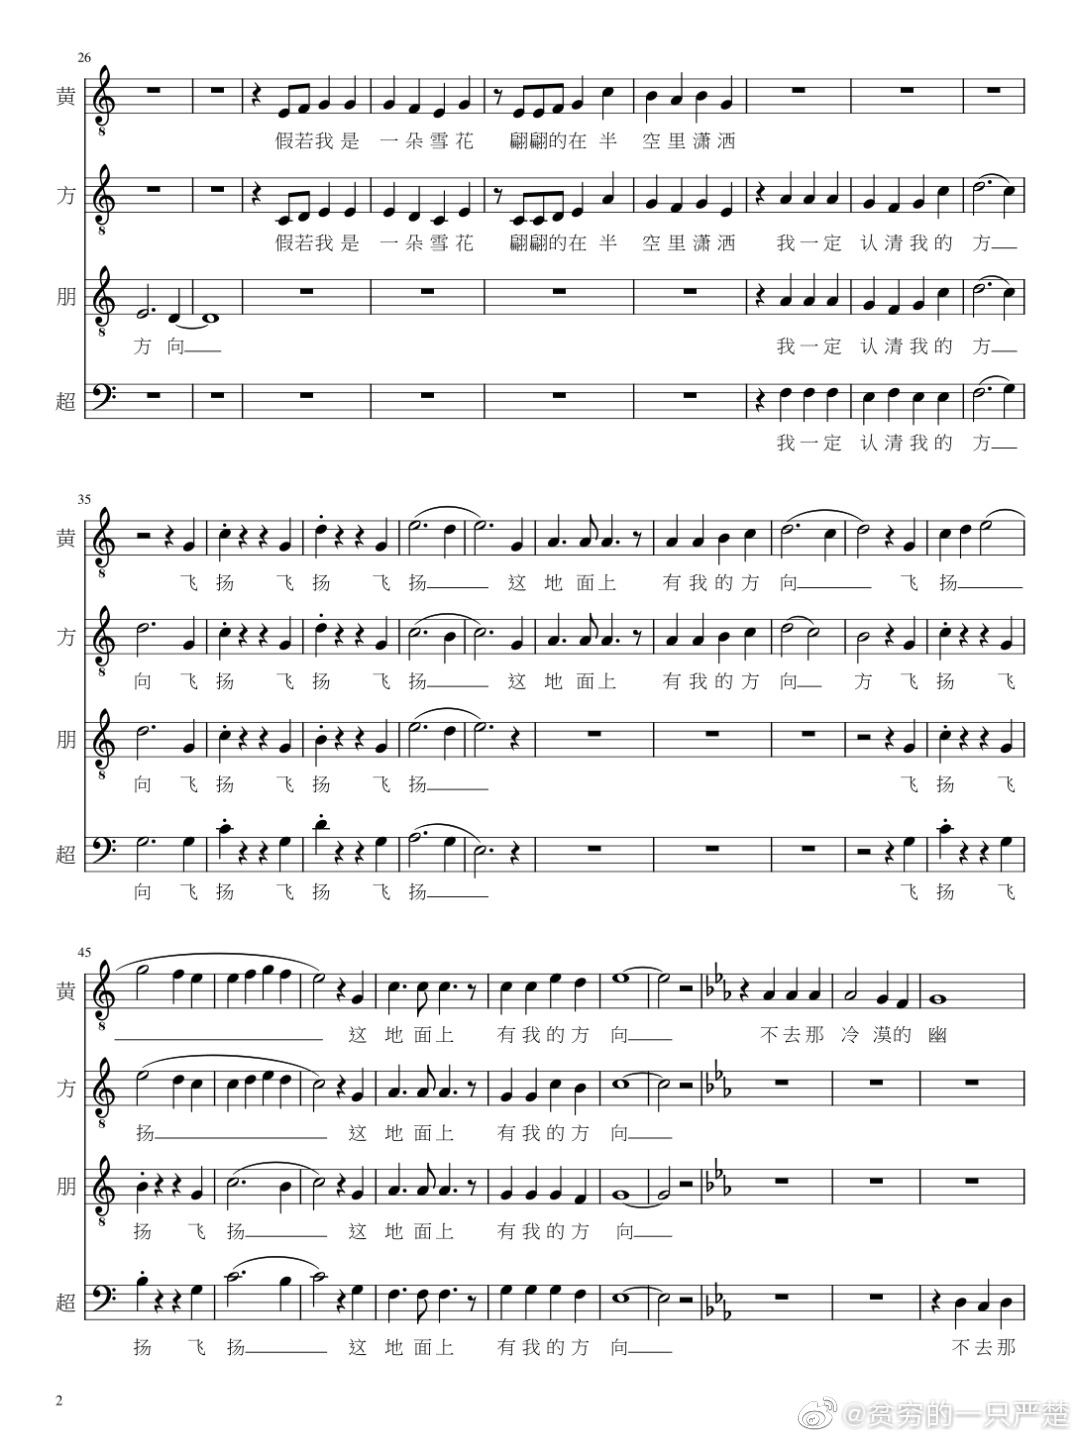 26
黄
假若我是 一朵雪花 翩翩的在半 空里潇洒
方
假若我是 一朵雪花 翩翩的在半 空里潇洒 我一定 认清我的 方
朋
方 向 我一定 认清我的 方
超
我一定 认清我的 方
35
黄
飞 扬 飞 扬 飞 扬 这 地 面上 有我的方 向 飞 扬
方
向 飞 扬 飞 扬 飞 扬 这 地 面上 有我的方 向 方 飞 扬 飞
朋
向 飞 扬 飞 扬 飞 扬 飞 扬 飞
超
向 飞 扬 飞 扬 飞 扬 飞 扬 飞
45
黄
这 地 面上 有我的方 向 不去那 冷 漠的 幽
方
扬 这 地 面上 有我的方 向
朋
扬 飞 扬 这 地 面上 有我的方 向
超
扬 飞 扬 这 地 面上 有我的方 向 不去那
2
@贫穷的一只严楚